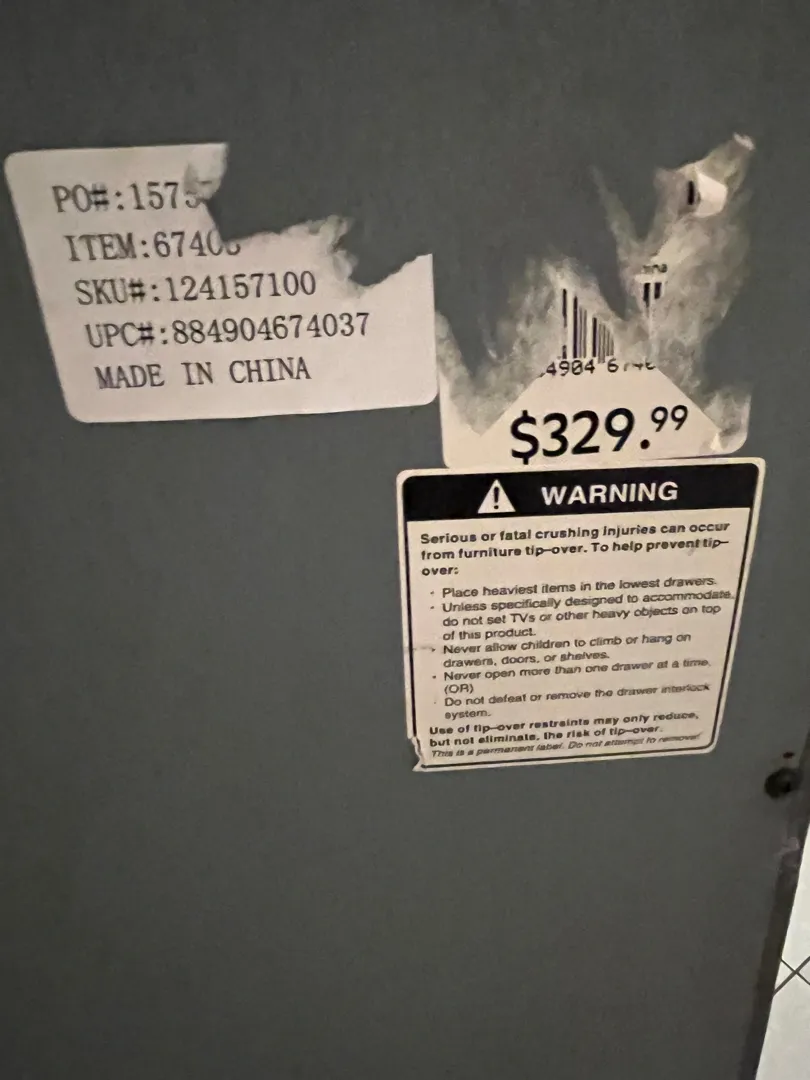 PO#:1575
ITEM:6740
SKU#:124157100
UPC#:884904674037
MADE IN CHINA
4904 6
$329.99
WARNING
Serious or fatal crushing injuries can occur
from furniture tip-over. To help prevent tip-
over:
• Place heaviest items in the lowest drawers.
• Unless specifically designed to accommodate,
do not set TVs or other heavy objects on top
of this product.
• Never allow children to climb or hang on
drawers, doors, or shelves.
• Never open more than one drawer at a time.
(OR)
• Do not defeat or remove the drawer interlock
system.
Use of tip-over restraints may only reduce,
but not eliminate, the risk of tip-over.
This is a permanent label. Do not attempt to remove!